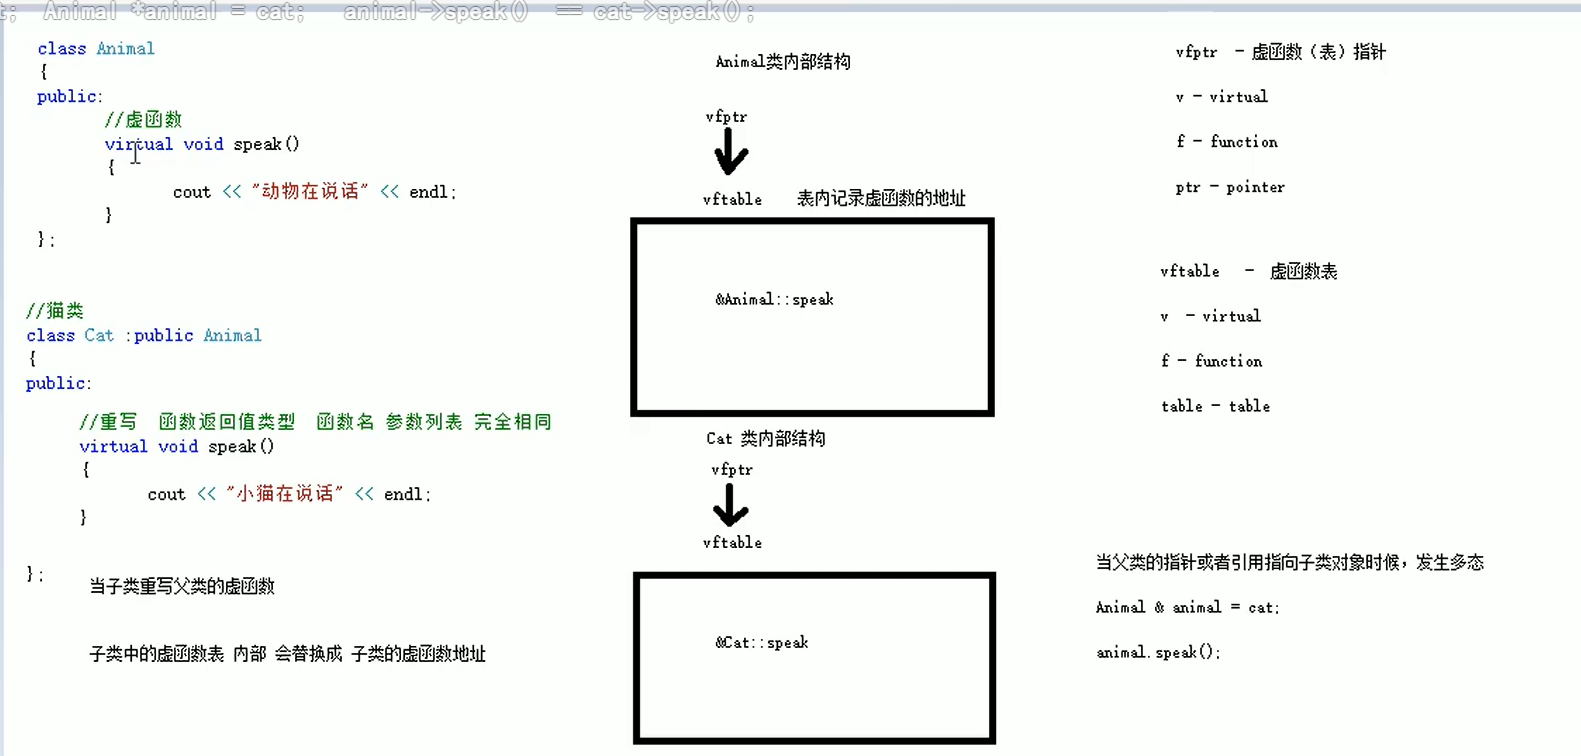 t; Animal *animal = cat; animal->speak() == cat->speak();
class Animal
{
public:
//虚函数
virtual void speak()
{
cout << "动物在说话" << endl;
}
};
//猫类
class Cat :public Animal
{
public:
//重写 函数返回值类型 函数名 参数列表 完全相同
virtual void speak()
{
cout << "小猫在说话" << endl;
}
};
当子类重写父类的虚函数
子类中的虚函数表 内部 会替换成 子类的虚函数地址
Animal类内部结构
vfptr
vftable 表内记录虚函数的地址
&Animal::speak
Cat 类内部结构
vfptr
vftable
&Cat::speak
vfptr - 虚函数（表）指针
v - virtual
f - function
ptr - pointer
vftable - 虚函数表
v - virtual
f - function
table - table
当父类的指针或者引用指向子类对象时候，发生多态
Animal & animal = cat;
animal.speak();